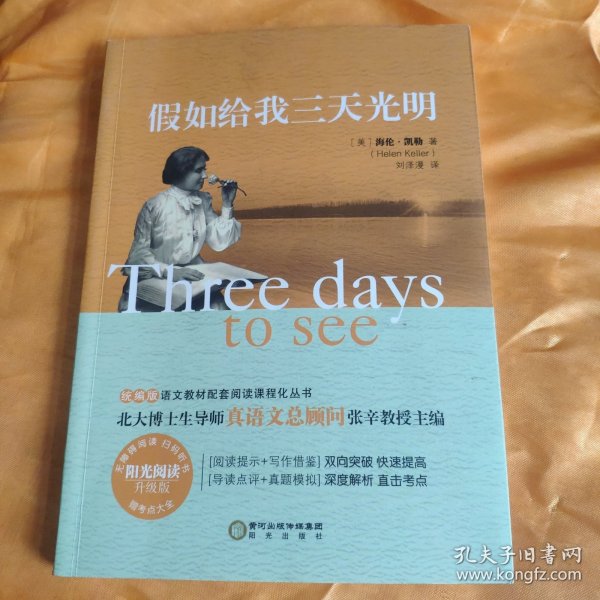 假如给我三天光明
[美] 海伦·凯勒 著
(Helen Keller)
刘泽漫 译
Three days
to see
统编版 语文教材配套阅读课程化丛书
北大博士生导师真语文总顾问张辛教授主编
无障碍阅读 扫码听书
阳光阅读
升级版
赠考点大全
[阅读提示+写作借鉴] 双向突破 快速提高
[导读点评+真题模拟] 深度解析 直击考点
黄河出版传媒集团
阳光出版社
孔夫子旧书网
www.kongfz.com